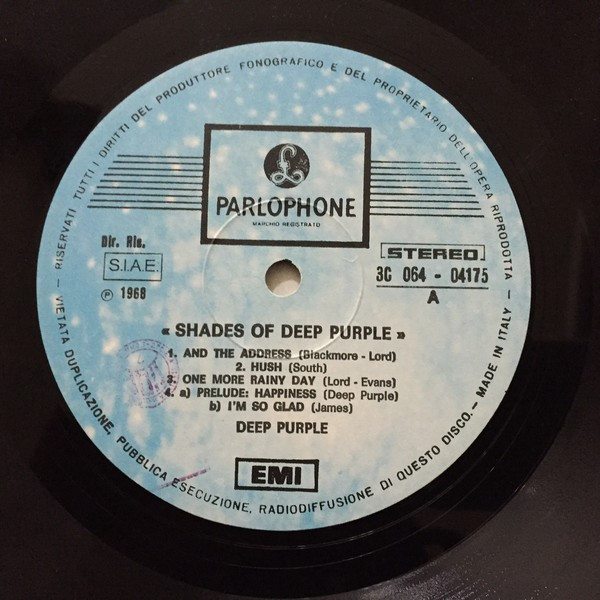 RISERVATI TUTTI I DIRITTI DEL PRODUTTORE FONOGRAFICO E DEL PROPRIETARIO DELL'OPERA RIPRODOTTA
£
PARLOPHONE
MARCHIO REGISTRATO
Dir. Ris.
S.I.A.E.
℗ 1968
STEREO
3C 064 - 04175
A
« SHADES OF DEEP PURPLE »
1. AND THE ADDRESS (Blackmore - Lord)
2. HUSH (South)
3. ONE MORE RAINY DAY (Lord - Evans)
4. a) PRELUDE: HAPPINESS (Deep Purple)
b) I'M SO GLAD (James)
DEEP PURPLE
EMI
VIETATA DUPLICAZIONE, PUBBLICA ESECUZIONE, RADIODIFFUSIONE DI QUESTO DISCO. - MADE IN ITALY -